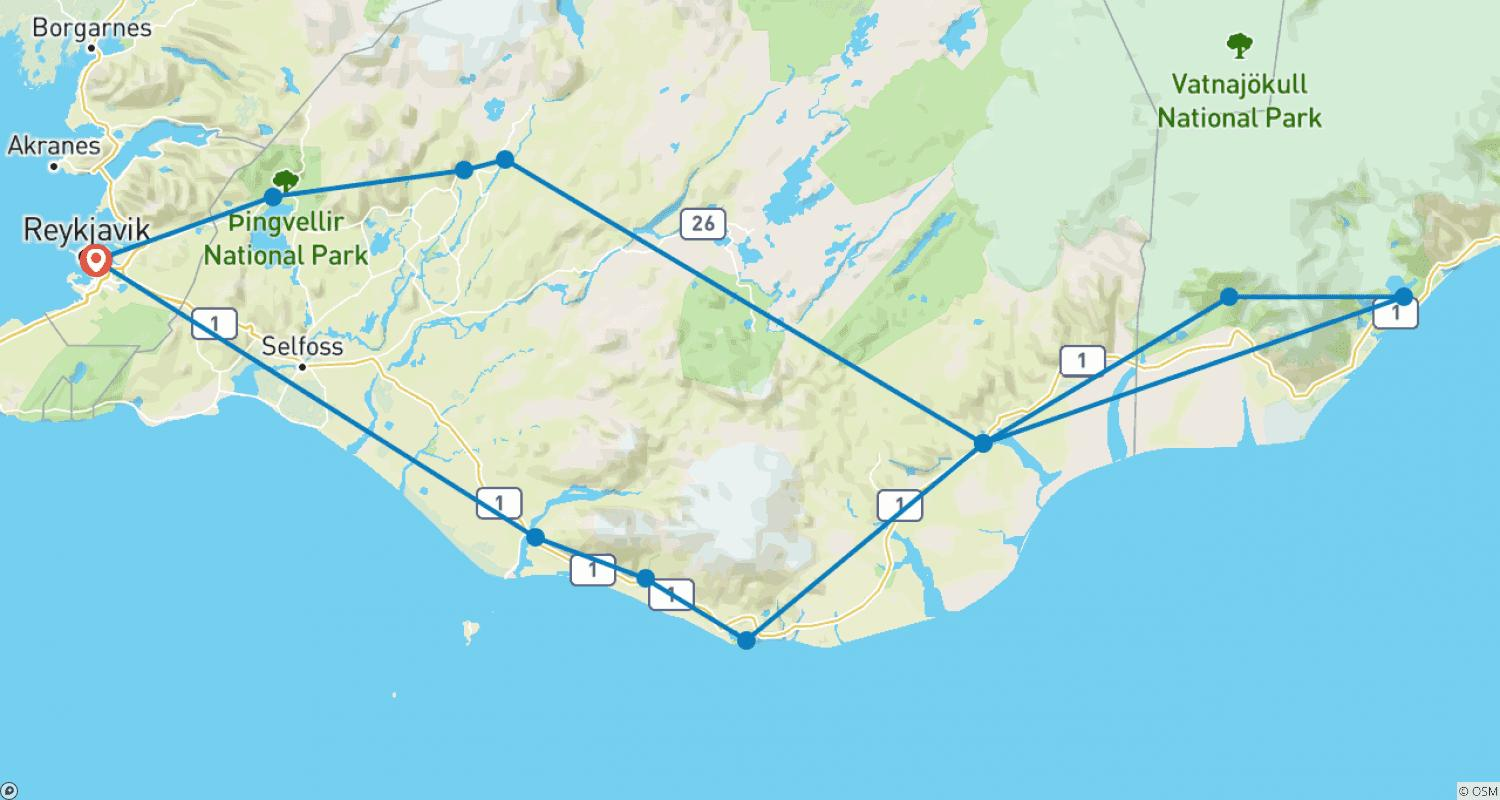 Borgarnes
Vatnajökull
National Park
Akranes
Reykjavik
Þingvellir
National Park
26
1
1
Selfoss
1
1
1
1
1
© OSM